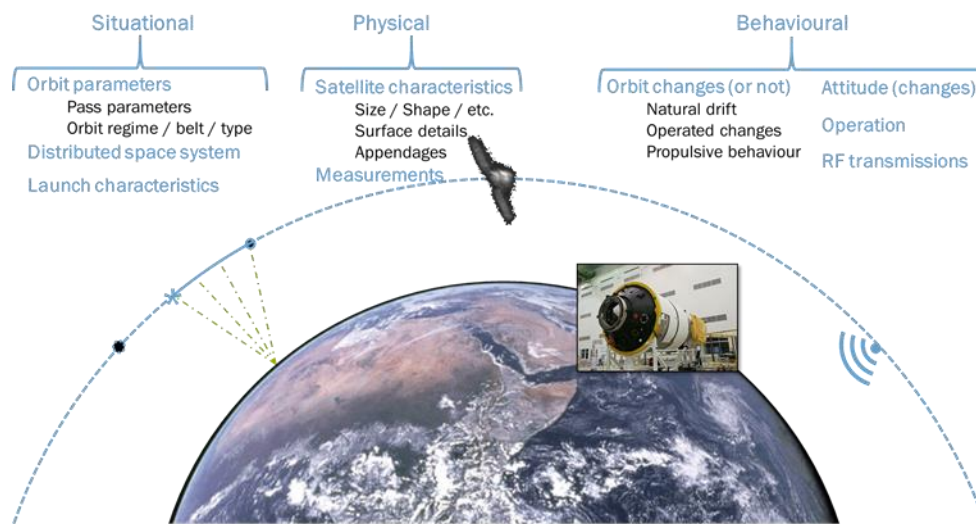 Situational
Orbit parameters
Pass parameters
Orbit regime / belt / type
Distributed space system
Launch characteristics
Physical
Satellite characteristics
Size / Shape / etc.
Surface details
Appendages
Measurements
Behavioural
Orbit changes (or not)
Natural drift
Operated changes
Propulsive behaviour
Attitude (changes)
Operation
RF transmissions